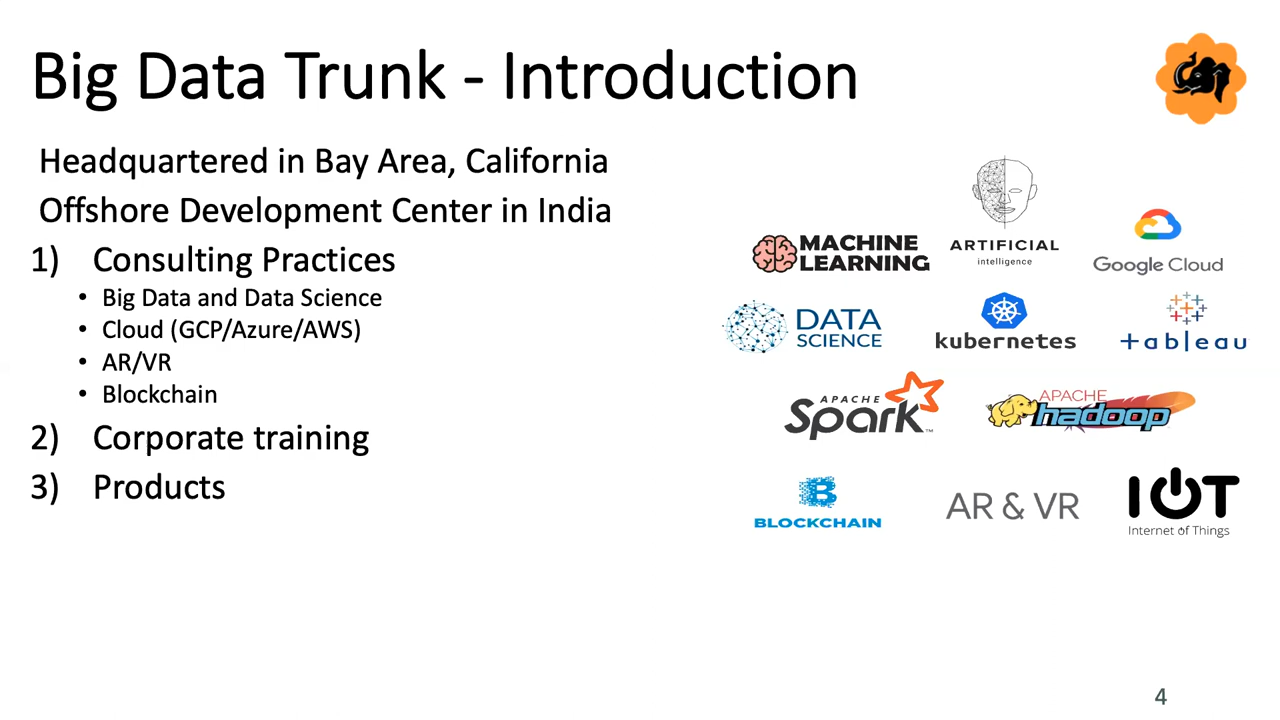 Big Data Trunk - Introduction
Headquartered in Bay Area, California
Offshore Development Center in India
1) Consulting Practices
• Big Data and Data Science
• Cloud (GCP/Azure/AWS)
• AR/VR
• Blockchain
2) Corporate training
3) Products
MACHINE
LEARNING
ARTIFICIAL
intelligence
Google Cloud
DATA
SCIENCE
kubernetes
+ableau
APACHE
Spark™
APACHE
hadoop
BLOCKCHAIN
AR & VR
IOT
Internet of Things
4